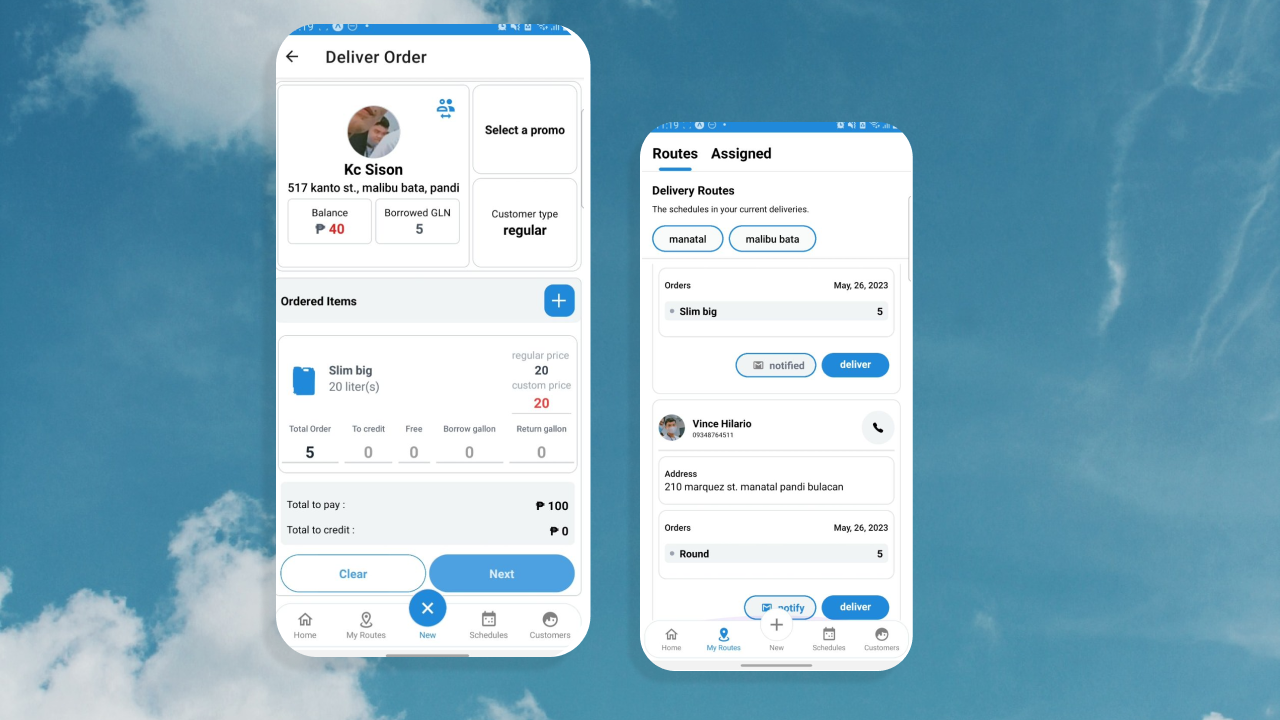 Deliver Order
Kc Sison
517 kanto st., malibu bata, pandi
Balance
₱ 40
Borrowed GLN
5
Select a promo
Customer type
regular
Ordered Items
Slim big
20 liter(s)
regular price
20
custom price
20
Total Order To credit Free Borrow gallon Return gallon
5 0 0 0 0
Total to pay : ₱ 100
Total to credit : ₱ 0
Clear Next
Home My Routes New Schedules Customers
Routes Assigned
Delivery Routes
The schedules in your current deliveries.
manatal malibu bata
Orders May, 26, 2023
Slim big 5
notified deliver
Vince Hilario
09348764511
Address
210 marquez st. manatal pandi bulacan
Orders May, 26, 2023
Round 5
notify deliver
Home My Routes New Schedules Customers